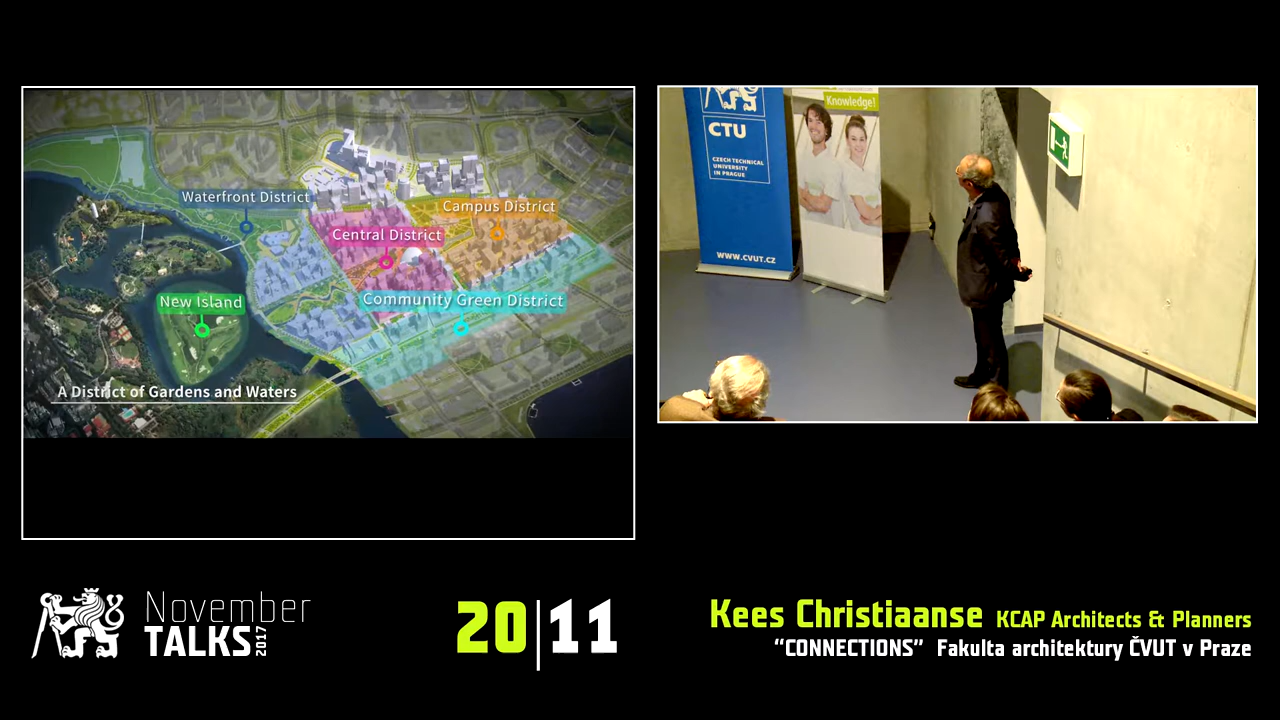 Waterfront District
Campus District
Central District
New Island
Community Green District
A District of Gardens and Waters
Knowledge!
CTU
CZECH TECHNICAL
UNIVERSITY
IN PRAGUE
WWW.CVUT.CZ
November
TALKS 2017
20|11
Kees Christiaanse KCAP Architects & Planners
“CONNECTIONS” Fakulta architektury ČVUT v Praze